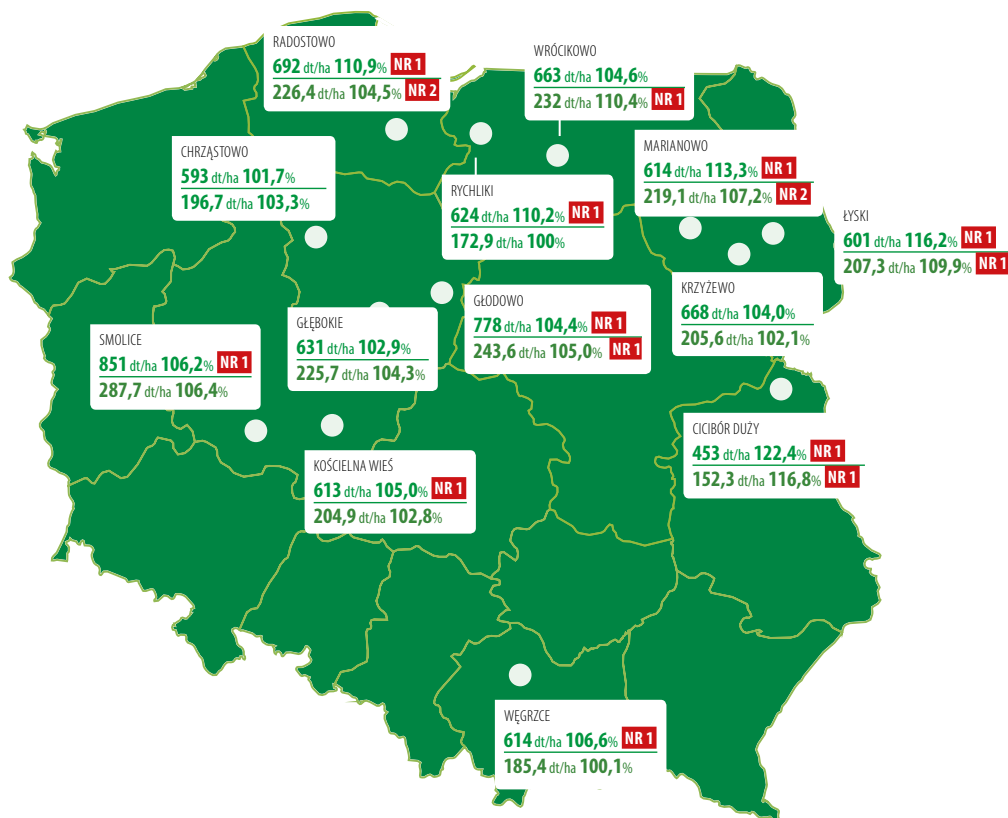 RADOSTOWO
692 dt/ha 110,9% NR 1
226,4 dt/ha 104,5% NR 2
WRÓCIKOWO
663 dt/ha 104,6%
232 dt/ha 110,4% NR 1
CHRZĄSTOWO
593 dt/ha 101,7%
196,7 dt/ha 103,3%
RYCHLIKI
624 dt/ha 110,2% NR 1
172,9 dt/ha 100%
MARIANOWO
614 dt/ha 113,3% NR 1
219,1 dt/ha 107,2% NR 2
ŁYSKI
601 dt/ha 116,2% NR 1
207,3 dt/ha 109,9% NR 1
SMOLICE
851 dt/ha 106,2% NR 1
287,7 dt/ha 106,4%
GŁĘBOKIE
631 dt/ha 102,9%
225,7 dt/ha 104,3%
GŁODOWO
778 dt/ha 104,4% NR 1
243,6 dt/ha 105,0% NR 1
KRZYŻEWO
668 dt/ha 104,0%
205,6 dt/ha 102,1%
CICIBÓR DUŻY
453 dt/ha 122,4% NR 1
152,3 dt/ha 116,8% NR 1
KOŚCIELNA WIEŚ
613 dt/ha 105,0% NR 1
204,9 dt/ha 102,8%
WĘGRZCE
614 dt/ha 106,6% NR 1
185,4 dt/ha 100,1%